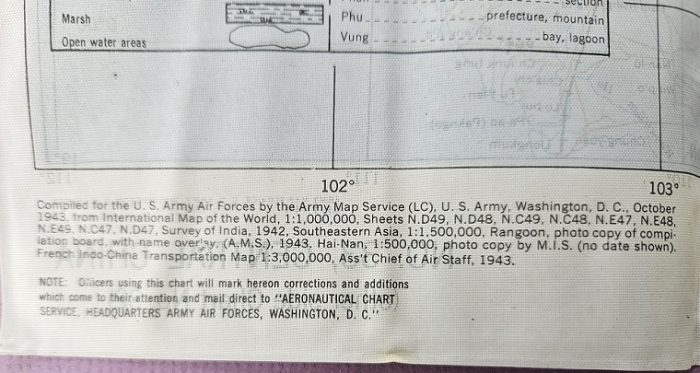 section
Marsh
Phu prefecture, mountain
Open water areas
Vung bay, lagoon
102° 103°
Compiled for the U. S. Army Air Forces by the Army Map Service (LC), U. S. Army, Washington, D. C., October
1943, from International Map of the World, 1:1,000,000, Sheets N.D49, N.D48, N.C49, N.C48, N.E47, N.E48,
N.E49, N.C47, N.D47, Survey of India, 1942, Southeastern Asia, 1:1,500,000, Rangoon, photo copy of compi-
lation board, with name overlay, (A.M.S.), 1943, Hai-Nan, 1:500,000, photo copy by M.I.S. (no date shown).
French Indo-China Transportation Map 1:3,000,000, Ass't Chief of Air Staff, 1943.
NOTE: Officers using this chart will mark hereon corrections and additions
which come to their attention and mail direct to "AERONAUTICAL CHART
SERVICE, HEADQUARTERS ARMY AIR FORCES, WASHINGTON, D. C."